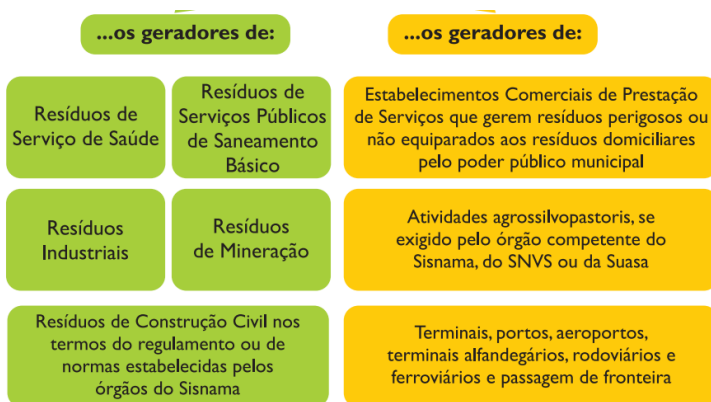 ...os geradores de:
...os geradores de:
Resíduos de
Serviço de Saúde
Resíduos de
Serviços Públicos
de Saneamento
Básico
Estabelecimentos Comerciais de Prestação
de Serviços que gerem resíduos perigosos ou
não equiparados aos resíduos domiciliares
pelo poder público municipal
Resíduos
Industriais
Resíduos
de Mineração
Atividades agrossilvopastoris, se
exigido pelo órgão competente do
Sisnama, do SNVS ou da Suasa
Resíduos de Construção Civil nos
termos do regulamento ou de
normas estabelecidas pelos
órgãos do Sisnama
Terminais, portos, aeroportos,
terminais alfandegários, rodoviários e
ferroviários e passagem de fronteira